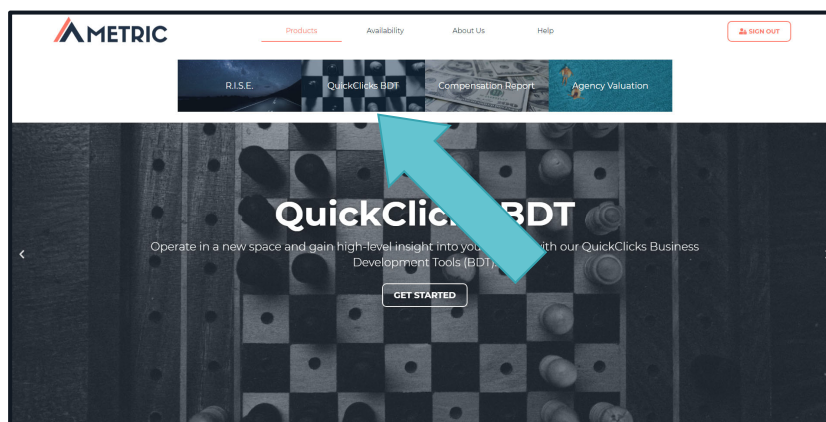 AMETRIC
Products Availability About Us Help
SIGN OUT
R.I.S.E. QuickClicks BDT Compensation Report Agency Valuation
QuickClic BDT
Operate in a new space and gain high-level insight into you with our QuickClicks Business
Development Tools (BDT).
GET STARTED